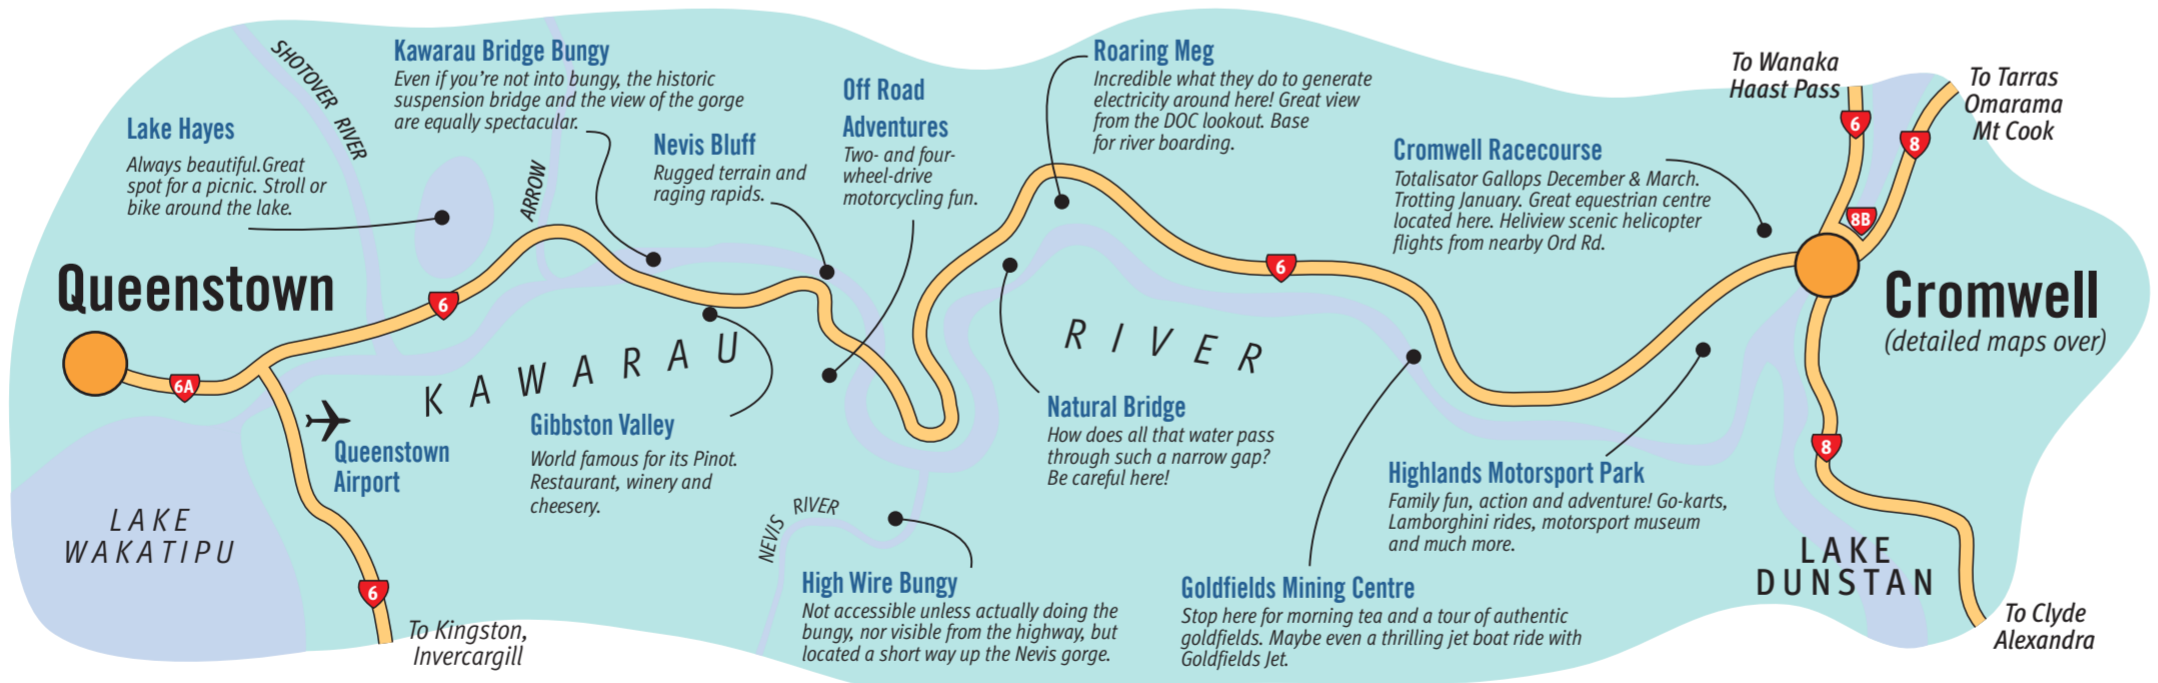 SHOTOVER RIVER
Kawarau Bridge Bungy
Even if you're not into bungy, the historic
suspension bridge and the view of the gorge
are equally spectacular.
Lake Hayes
Always beautiful.Great
spot for a picnic. Stroll or
bike around the lake.
ARROW
Nevis Bluff
Rugged terrain and
raging rapids.
Off Road
Adventures
Two- and four-
wheel-drive
motorcycling fun.
Roaring Meg
Incredible what they do to generate
electricity around here! Great view
from the DOC lookout. Base
for river boarding.
Cromwell Racecourse
Totalisator Gallops December & March.
Trotting January. Great equestrian centre
located here. Heliview scenic helicopter
flights from nearby Ord Rd.
To Wanaka
Haast Pass
6
8
8B
To Tarras
Omarama
Mt Cook
Queenstown
6A
6
6
Cromwell
(detailed maps over)
KAWARAU
RIVER
Queenstown
Airport
Gibbston Valley
World famous for its Pinot.
Restaurant, winery and
cheesery.
Natural Bridge
How does all that water pass
through such a narrow gap?
Be careful here!
Highlands Motorsport Park
Family fun, action and adventure! Go-karts,
Lamborghini rides, motorsport museum
and much more.
8
LAKE
WAKATIPU
NEVIS RIVER
LAKE
DUNSTAN
6
To Kingston,
Invercargill
High Wire Bungy
Not accessible unless actually doing the
bungy, nor visible from the highway, but
located a short way up the Nevis gorge.
Goldfields Mining Centre
Stop here for morning tea and a tour of authentic
goldfields. Maybe even a thrilling jet boat ride with
Goldfields Jet.
To Clyde
Alexandra